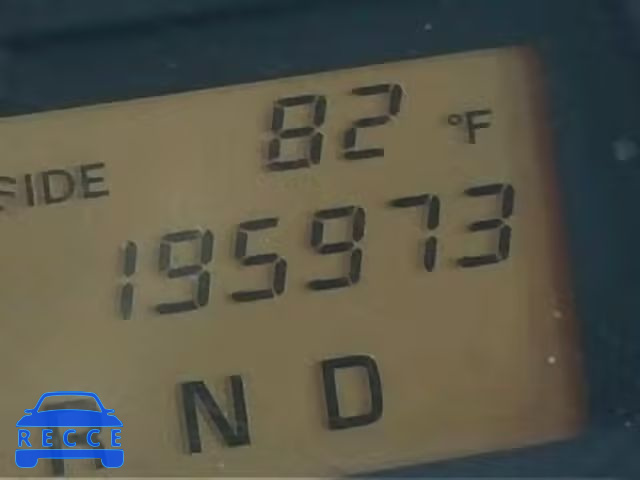 82 °F
SIDE
195973
R N D
RECCE